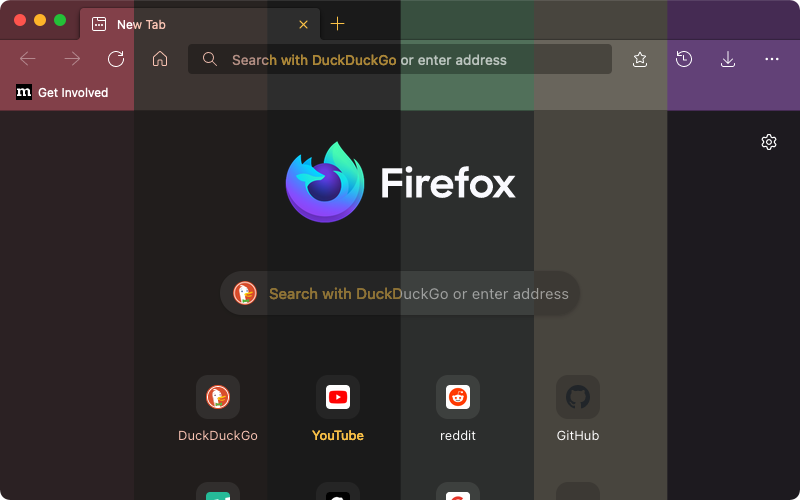 New Tab
Search with DuckDuckGo or enter address
m Get Involved
Firefox
Search with DuckDuckGo or enter address
DuckDuckGo
YouTube
reddit
GitHub